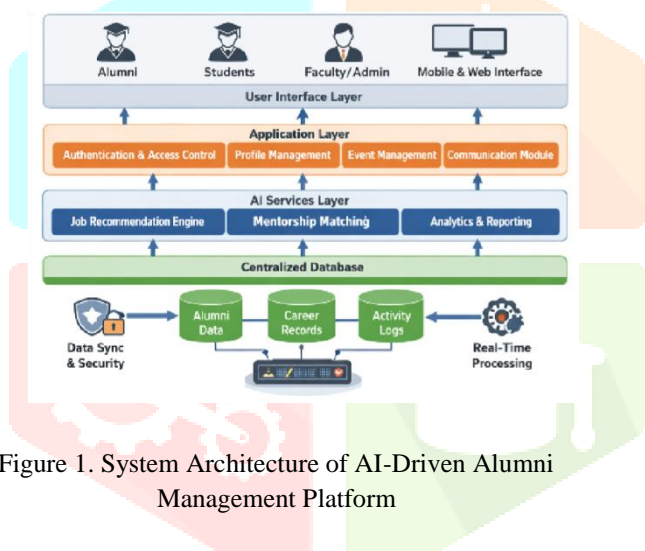 Alumni
Students
Faculty/Admin
Mobile & Web Interface
User Interface Layer
Application Layer
Authentication & Access Control
Profile Management
Event Management
Communication Module
AI Services Layer
Job Recommendation Engine
Mentorship Matching
Analytics & Reporting
Centralized Database
Data Sync
& Security
Alumni
Data
Career
Records
Activity
Logs
Real-Time
Processing
Figure 1. System Architecture of AI-Driven Alumni
Management Platform